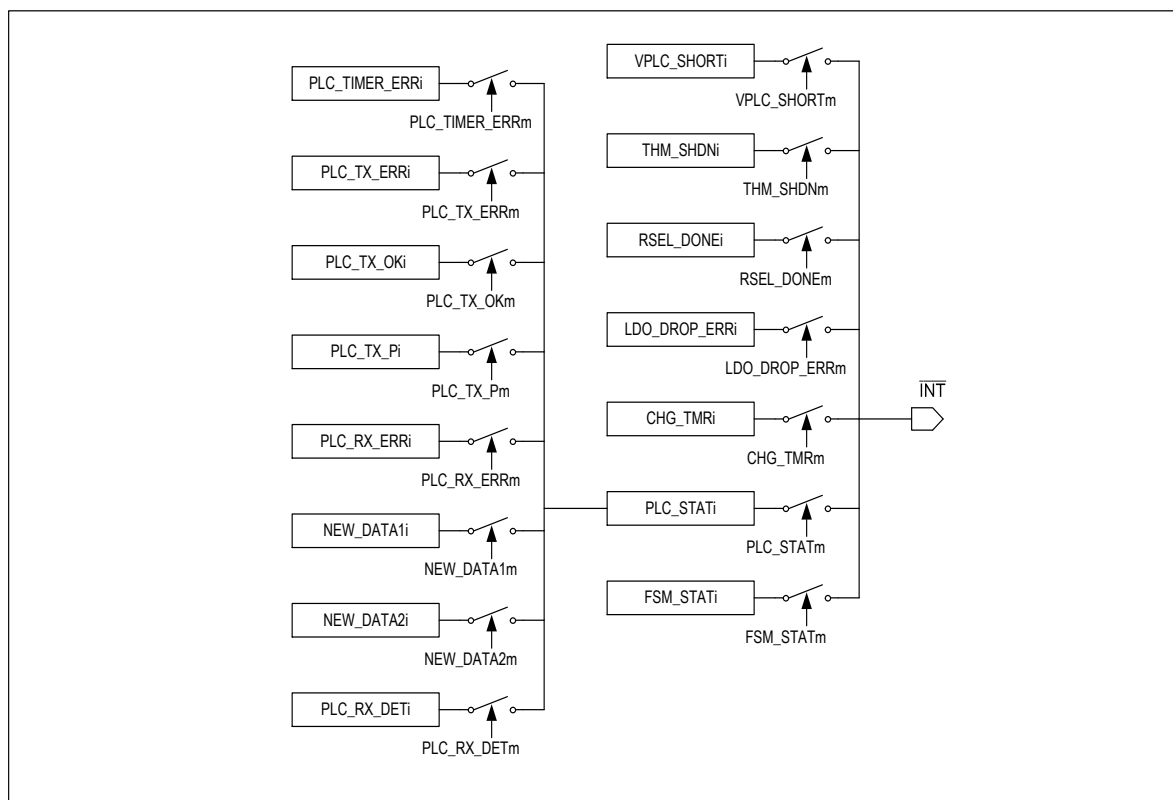 PLC_TIMER_ERRi
PLC_TIMER_ERRm
PLC_TX_ERRi
PLC_TX_ERRm
PLC_TX_OKi
PLC_TX_OKm
PLC_TX_Pi
PLC_TX_Pm
PLC_RX_ERRi
PLC_RX_ERRm
NEW_DATA1i
NEW_DATA1m
NEW_DATA2i
NEW_DATA2m
PLC_RX_DETi
PLC_RX_DETm
VPLC_SHORTi
VPLC_SHORTm
THM_SHDNi
THM_SHDNm
RSEL_DONEi
RSEL_DONEm
LDO_DROP_ERRi
LDO_DROP_ERRm
CHG_TMRi
CHG_TMRm
PLC_STATi
PLC_STATm
FSM_STATi
FSM_STATm
INT